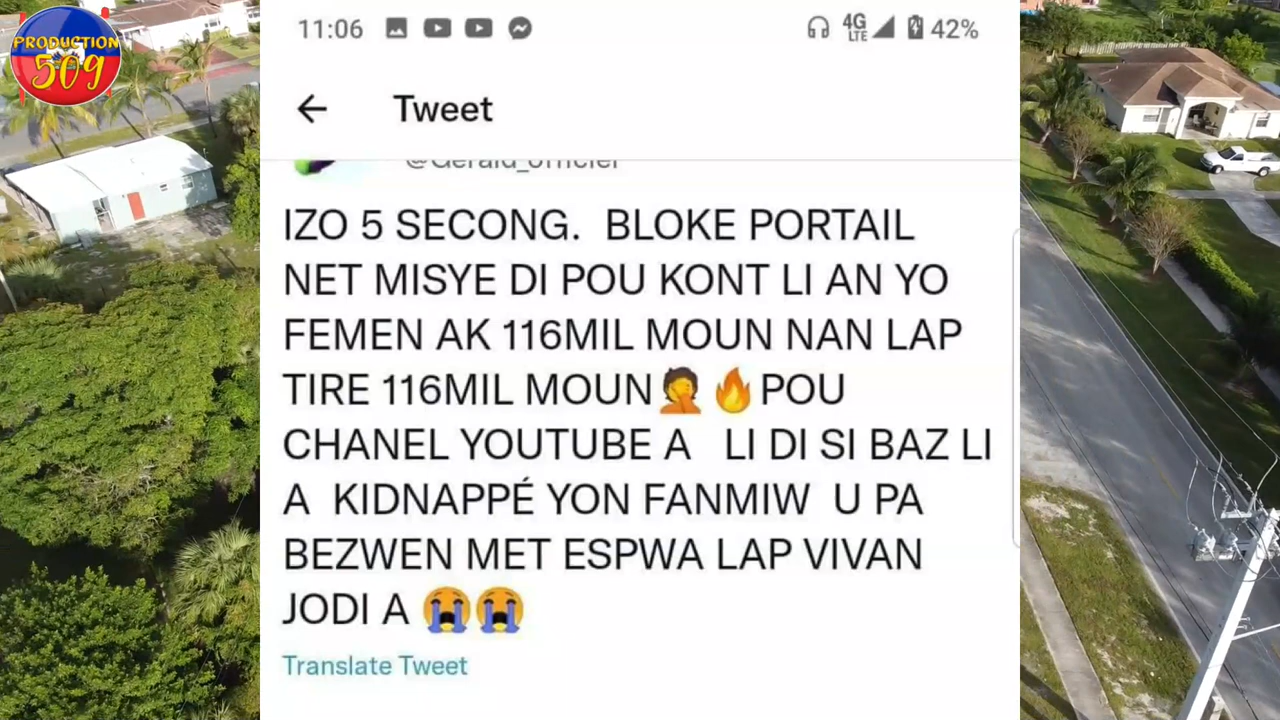 PRODUCTION
509
11:06
4G
LTE
42%
Tweet
@Gerald_officiel
IZO 5 SECONG. BLOKE PORTAIL
NET MISYE DI POU KONT LI AN YO
FEMEN AK 116MIL MOUN NAN LAP
TIRE 116MIL MOUN🤦🔥POU
CHANEL YOUTUBE A LI DI SI BAZ LI
A KIDNAPPÉ YON FANMIW U PA
BEZWEN MET ESPWA LAP VIVAN
JODI A 😭😭
Translate Tweet